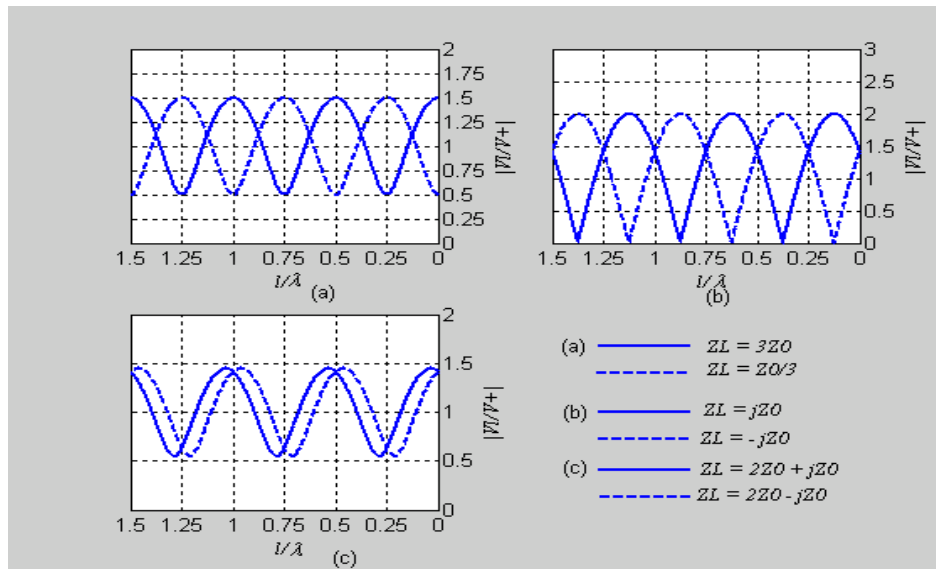 2
1.75
1.5
1.25
1
0.75
0.5
0.25
0
|Vl/V+|
1.5 1.25 1 0.75 0.5 0.25 0
l/λ
(a)
3
2.5
2
1.5
1
0.5
0
|Vl/V+|
1.5 1.25 1 0.75 0.5 0.25 0
l/λ
(b)
2
1.5
1
0.5
0
|Vl/V+|
1.5 1.25 1 0.75 0.5 0.25 0
l/λ
(c)
(a) ZL = 3Z0
ZL = Z0/3
(b) ZL = jZ0
ZL = -jZ0
(c) ZL = 2Z0 + jZ0
ZL = 2Z0 - jZ0